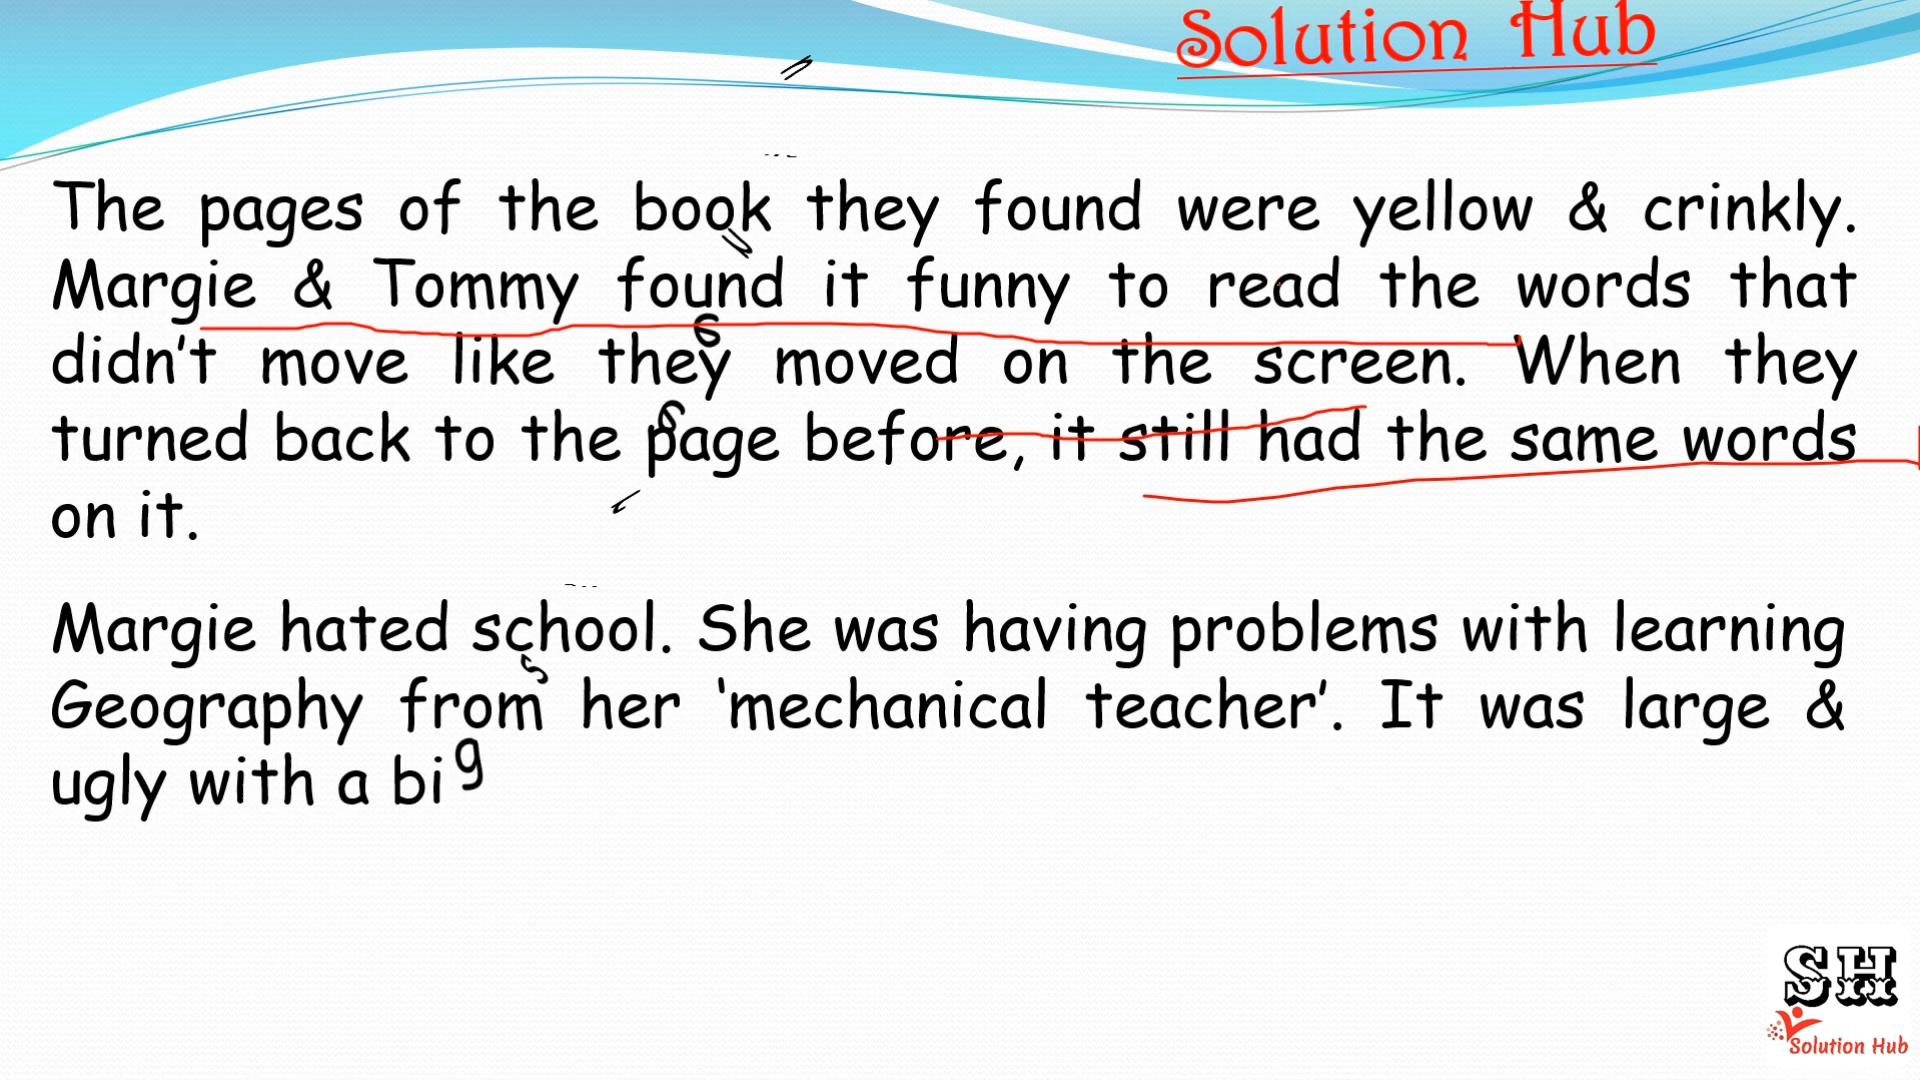 Solution Hub
The pages of the book they found were yellow & crinkly.
Margie & Tommy found it funny to read the words that
didn't move like they moved on the screen. When they
turned back to the page before, it still had the same words
on it.
Margie hated school. She was having problems with learning
Geography from her 'mechanical teacher'. It was large &
ugly with a big
SH
Solution Hub